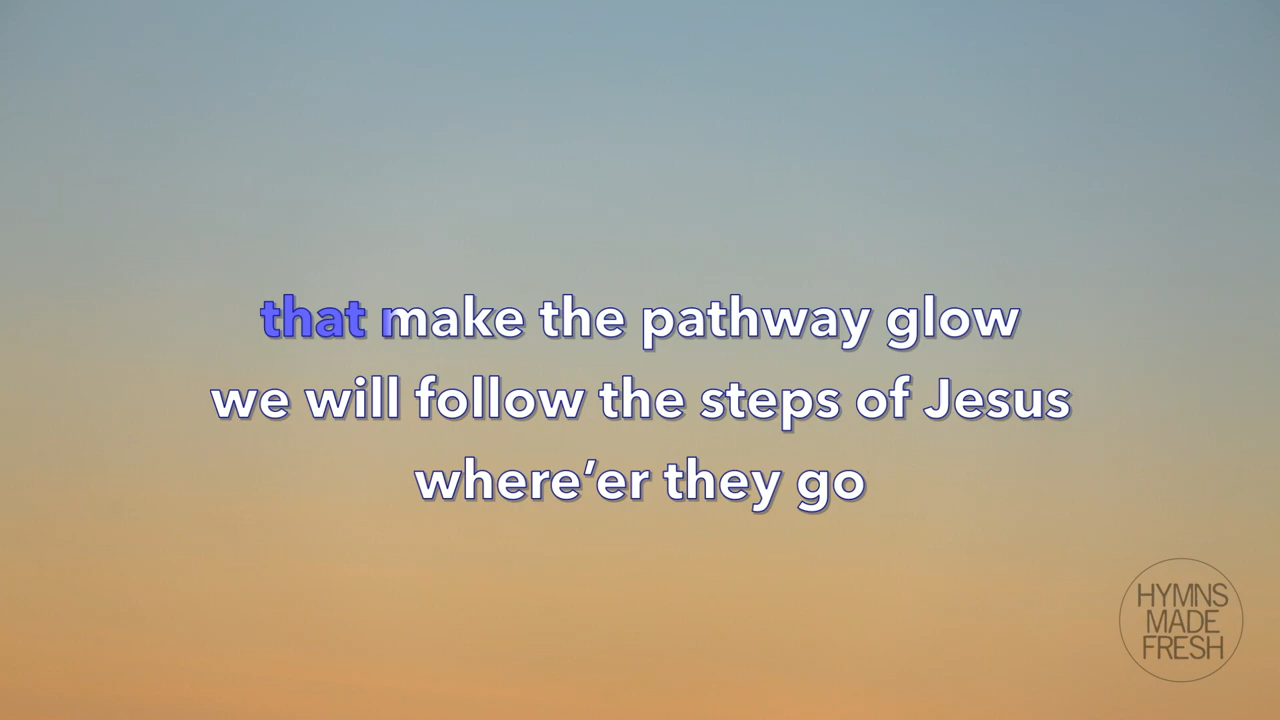 that make the pathway glow
we will follow the steps of Jesus
where’er they go
HYMNS
MADE
FRESH